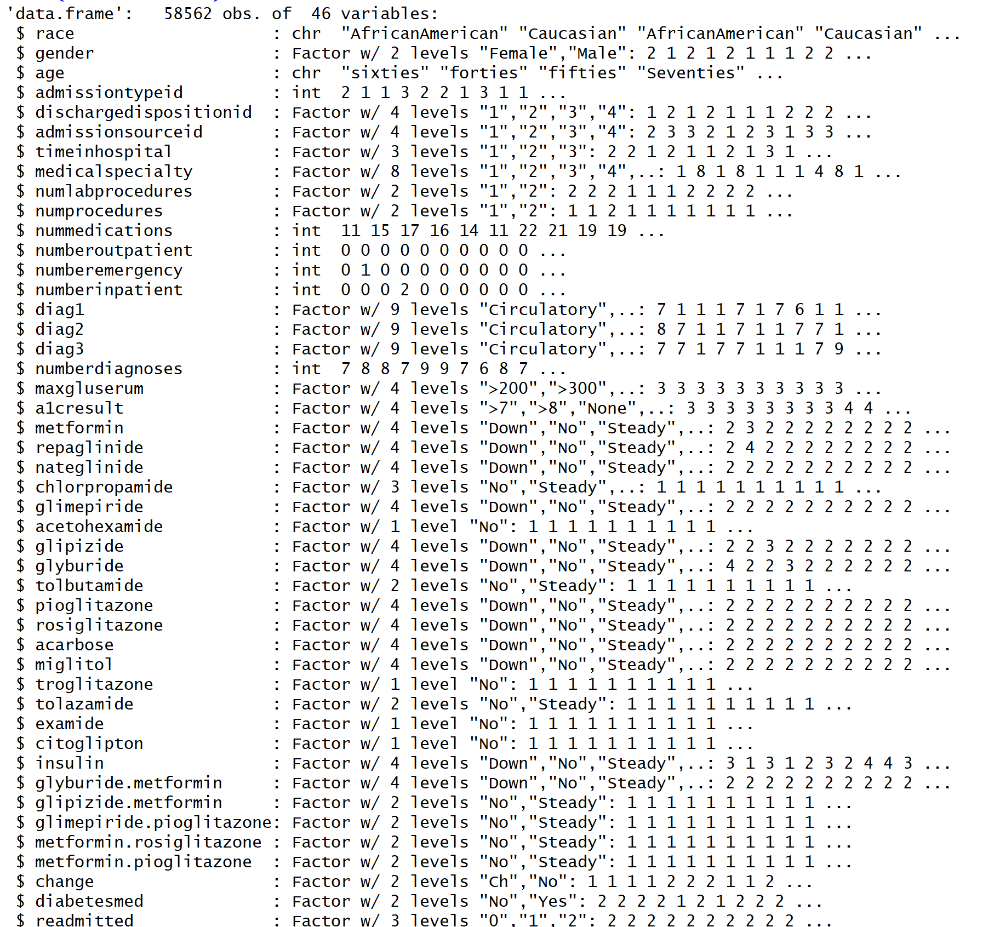 'data.frame':   58562 obs. of  46 variables:
 $ race                    : chr  "AfricanAmerican" "Caucasian" "AfricanAmerican" "Caucasian" ...
 $ gender                  : Factor w/ 2 levels "Female","Male": 2 1 2 1 2 1 1 1 2 2 ...
 $ age                     : chr  "sixties" "forties" "fifties" "Seventies" ...
 $ admissiontypeid         : int  2 1 1 3 2 2 1 3 1 1 ...
 $ dischargedispositionid  : Factor w/ 4 levels "1","2","3","4": 1 2 1 2 1 1 1 2 2 2 ...
 $ admissionsourceid       : Factor w/ 4 levels "1","2","3","4": 2 3 3 2 1 2 3 1 3 3 ...
 $ timeinhospital          : Factor w/ 3 levels "1","2","3": 2 2 1 2 1 1 2 1 3 1 ...
 $ medicalspecialty        : Factor w/ 8 levels "1","2","3","4",..: 1 8 1 8 1 1 1 4 8 1 ...
 $ numlabprocedures        : Factor w/ 2 levels "1","2": 2 2 2 1 1 1 2 2 2 2 ...
 $ numprocedures           : Factor w/ 2 levels "1","2": 1 1 2 1 1 1 1 1 1 1 ...
 $ nummedications          : int  11 15 17 16 14 11 22 21 19 19 ...
 $ numberoutpatient        : int  0 0 0 0 0 0 0 0 0 0 ...
 $ numberemergency         : int  0 1 0 0 0 0 0 0 0 0 ...
 $ numberinpatient         : int  0 0 0 2 0 0 0 0 0 0 ...
 $ diag1                   : Factor w/ 9 levels "Circulatory",..: 7 1 1 1 7 1 7 6 1 1 ...
 $ diag2                   : Factor w/ 9 levels "Circulatory",..: 8 7 1 1 7 1 1 7 7 1 ...
 $ diag3                   : Factor w/ 9 levels "Circulatory",..: 7 7 1 7 7 1 1 1 7 9 ...
 $ numberdiagnoses         : int  7 8 8 7 9 9 7 6 8 7 ...
 $ maxgluserum             : Factor w/ 4 levels ">200",">300",..: 3 3 3 3 3 3 3 3 3 3 ...
 $ a1cresult               : Factor w/ 4 levels ">7",">8","None",..: 3 3 3 3 3 3 3 3 4 4 ...
 $ metformin               : Factor w/ 4 levels "Down","No","Steady",..: 2 3 2 2 2 2 2 2 2 2 ...
 $ repaglinide             : Factor w/ 4 levels "Down","No","Steady",..: 2 4 2 2 2 2 2 2 2 2 ...
 $ nateglinide             : Factor w/ 4 levels "Down","No","Steady",..: 2 2 2 2 2 2 2 2 2 2 ...
 $ chlorpropamide          : Factor w/ 3 levels "No","Steady",..: 1 1 1 1 1 1 1 1 1 1 ...
 $ glimepiride             : Factor w/ 4 levels "Down","No","Steady",..: 2 2 2 2 2 2 2 2 2 2 ...
 $ acetohexamide           : Factor w/ 1 level "No": 1 1 1 1 1 1 1 1 1 1 ...
 $ glipizide               : Factor w/ 4 levels "Down","No","Steady",..: 2 2 3 2 2 2 2 2 2 2 ...
 $ glyburide               : Factor w/ 4 levels "Down","No","Steady",..: 4 2 2 3 2 2 2 2 2 2 ...
 $ tolbutamide             : Factor w/ 2 levels "No","Steady": 1 1 1 1 1 1 1 1 1 1 ...
 $ pioglitazone            : Factor w/ 4 levels "Down","No","Steady",..: 2 2 2 2 2 2 2 2 2 2 ...
 $ rosiglitazone           : Factor w/ 4 levels "Down","No","Steady",..: 2 2 2 2 2 2 2 2 2 2 ...
 $ acarbose                : Factor w/ 4 levels "Down","No","Steady",..: 2 2 2 2 2 2 2 2 2 2 ...
 $ miglitol                : Factor w/ 4 levels "Down","No","Steady",..: 2 2 2 2 2 2 2 2 2 2 ...
 $ troglitazone            : Factor w/ 1 level "No": 1 1 1 1 1 1 1 1 1 1 ...
 $ tolazamide              : Factor w/ 2 levels "No","Steady": 1 1 1 1 1 1 1 1 1 1 ...
 $ examide                 : Factor w/ 1 level "No": 1 1 1 1 1 1 1 1 1 1 ...
 $ citoglipton             : Factor w/ 1 level "No": 1 1 1 1 1 1 1 1 1 1 ...
 $ insulin                 : Factor w/ 4 levels "Down","No","Steady",..: 3 1 3 1 2 3 2 4 4 3 ...
 $ glyburide.metformin     : Factor w/ 4 levels "Down","No","Steady",..: 2 2 2 2 2 2 2 2 2 2 ...
 $ glipizide.metformin     : Factor w/ 2 levels "No","Steady": 1 1 1 1 1 1 1 1 1 1 ...
 $ glimepiride.pioglitazone: Factor w/ 2 levels "No","Steady": 1 1 1 1 1 1 1 1 1 1 ...
 $ metformin.rosiglitazone : Factor w/ 2 levels "No","Steady": 1 1 1 1 1 1 1 1 1 1 ...
 $ metformin.pioglitazone  : Factor w/ 2 levels "No","Steady": 1 1 1 1 1 1 1 1 1 1 ...
 $ change                  : Factor w/ 2 levels "Ch","No": 1 1 1 1 2 2 2 1 1 2 ...
 $ diabetesmed             : Factor w/ 2 levels "No","Yes": 2 2 2 2 1 2 1 2 2 2 ...
 $ readmitted              : Factor w/ 3 levels "0","1","2": 2 2 2 2 2 2 2 2 2 2 ...